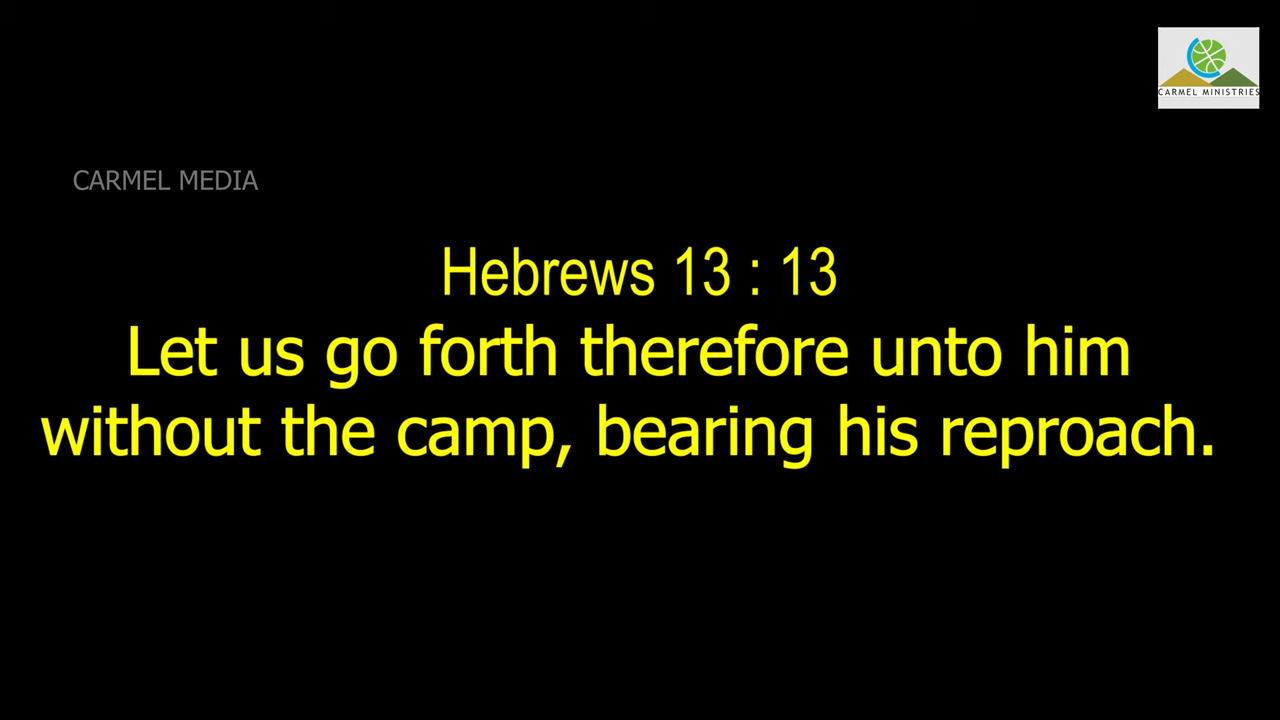 CARMEL MINISTRIES
CARMEL MEDIA
Hebrews 13 : 13
Let us go forth therefore unto him
without the camp, bearing his reproach.